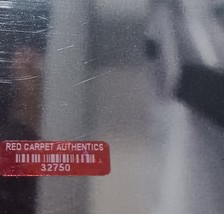 RED CARPET AUTHENTICS
32750